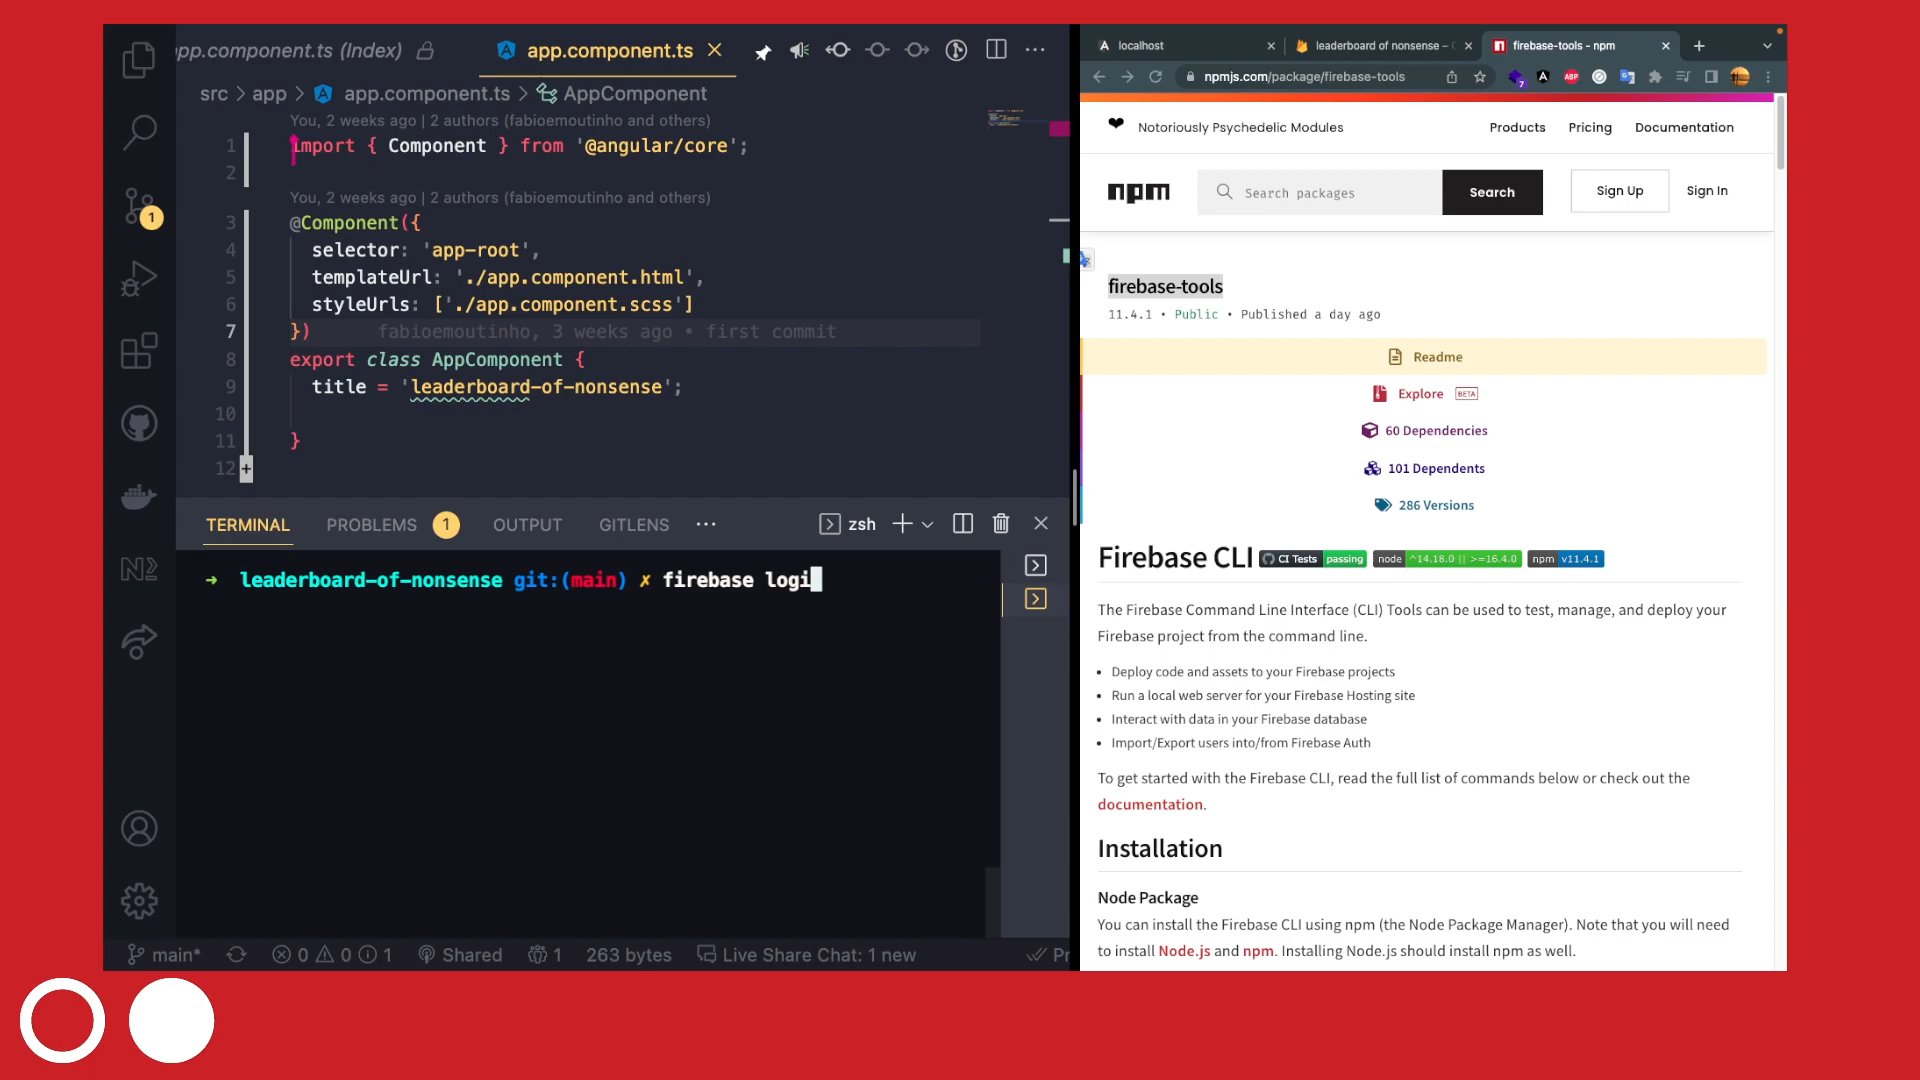 app.component.ts (Index)
app.component.ts
src > app > app.component.ts > AppComponent
You, 2 weeks ago | 2 authors (fabioemoutinho and others)
1 import { Component } from '@angular/core';
2
You, 2 weeks ago | 2 authors (fabioemoutinho and others)
3 @Component({
4 selector: 'app-root',
5 templateUrl: './app.component.html',
6 styleUrls: ['./app.component.scss']
7 }) fabioemoutinho, 3 weeks ago • first commit
8 export class AppComponent {
9 title = 'leaderboard-of-nonsense';
10
11 }
12 +
1
TERMINAL PROBLEMS 1 OUTPUT GITLENS ··· zsh
→ leaderboard-of-nonsense git:(main) ✗ firebase logi
main* 0 0 1 Shared 1 263 bytes Live Share Chat: 1 new Pr
localhost
leaderboard of nonsense –
firebase-tools - npm
npmjs.com/package/firebase-tools
7
ABP
Notoriously Psychedelic Modules
Products Pricing Documentation
npm
Search packages
Search
Sign Up
Sign In
firebase-tools
11.4.1 • Public • Published a day ago
Readme
Explore BETA
60 Dependencies
101 Dependents
286 Versions
Firebase CLI CI Tests passing node ^14.18.0 || >=16.4.0 npm v11.4.1
The Firebase Command Line Interface (CLI) Tools can be used to test, manage, and deploy your
Firebase project from the command line.
• Deploy code and assets to your Firebase projects
• Run a local web server for your Firebase Hosting site
• Interact with data in your Firebase database
• Import/Export users into/from Firebase Auth
To get started with the Firebase CLI, read the full list of commands below or check out the
documentation.
Installation
Node Package
You can install the Firebase CLI using npm (the Node Package Manager). Note that you will need
to install Node.js and npm. Installing Node.js should install npm as well.